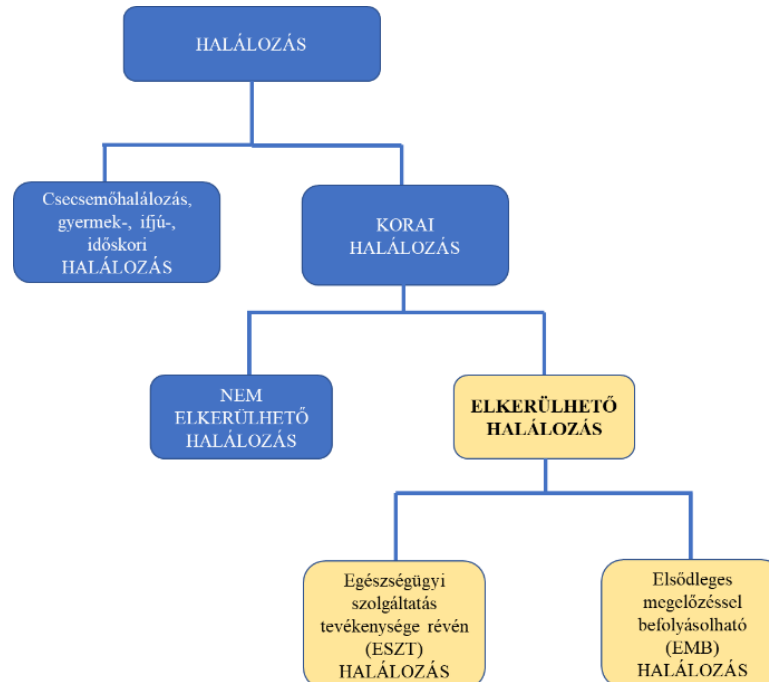 HALÁLOZÁS
Csecsemőhalálozás,
gyermek-, ifjú-,
időskori
HALÁLOZÁS
KORAI
HALÁLOZÁS
NEM
ELKERÜLHETŐ
HALÁLOZÁS
ELKERÜLHETŐ
HALÁLOZÁS
Egészségügyi
szolgáltatás
tevékenysége révén
(ESZT)
HALÁLOZÁS
Elsődleges
megelőzéssel
befolyásolható
(EMB)
HALÁLOZÁS